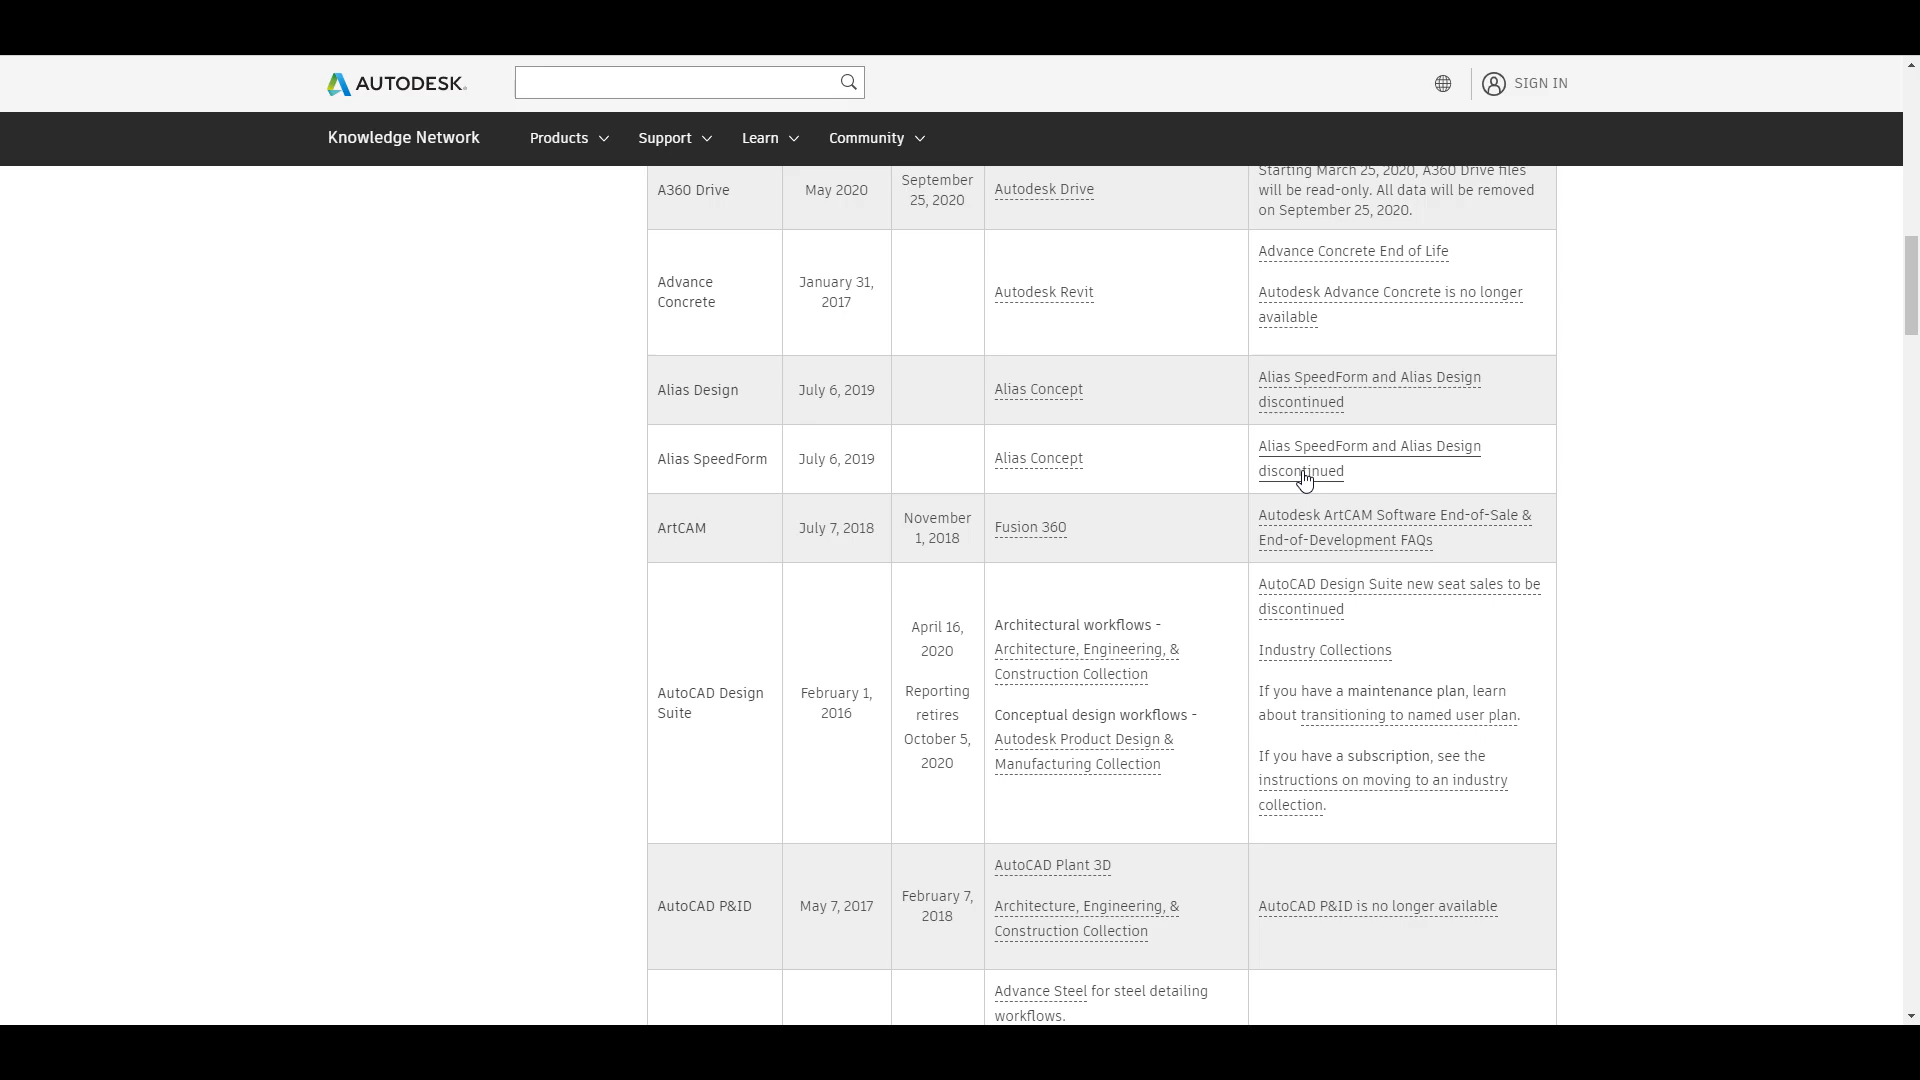 AUTODESK.
SIGN IN
Knowledge Network
Products
Support
Learn
Community
A360 Drive
May 2020
September
25, 2020
Autodesk Drive
Starting March 25, 2020, A360 Drive files
will be read-only. All data will be removed
on September 25, 2020.
Advance
Concrete
January 31,
2017
Autodesk Revit
Advance Concrete End of Life
Autodesk Advance Concrete is no longer
available
Alias Design
July 6, 2019
Alias Concept
Alias SpeedForm and Alias Design
discontinued
Alias SpeedForm
July 6, 2019
Alias Concept
Alias SpeedForm and Alias Design
discontinued
ArtCAM
July 7, 2018
November
1, 2018
Fusion 360
Autodesk ArtCAM Software End-of-Sale &
End-of-Development FAQs
AutoCAD Design
Suite
February 1,
2016
April 16,
2020
Reporting
retires
October 5,
2020
Architectural workflows -
Architecture, Engineering, &
Construction Collection
Conceptual design workflows -
Autodesk Product Design &
Manufacturing Collection
AutoCAD Design Suite new seat sales to be
discontinued
Industry Collections
If you have a maintenance plan, learn
about transitioning to named user plan.
If you have a subscription, see the
instructions on moving to an industry
collection.
AutoCAD P&ID
May 7, 2017
February 7,
2018
AutoCAD Plant 3D
Architecture, Engineering, &
Construction Collection
AutoCAD P&ID is no longer available
Advance Steel for steel detailing
workflows.